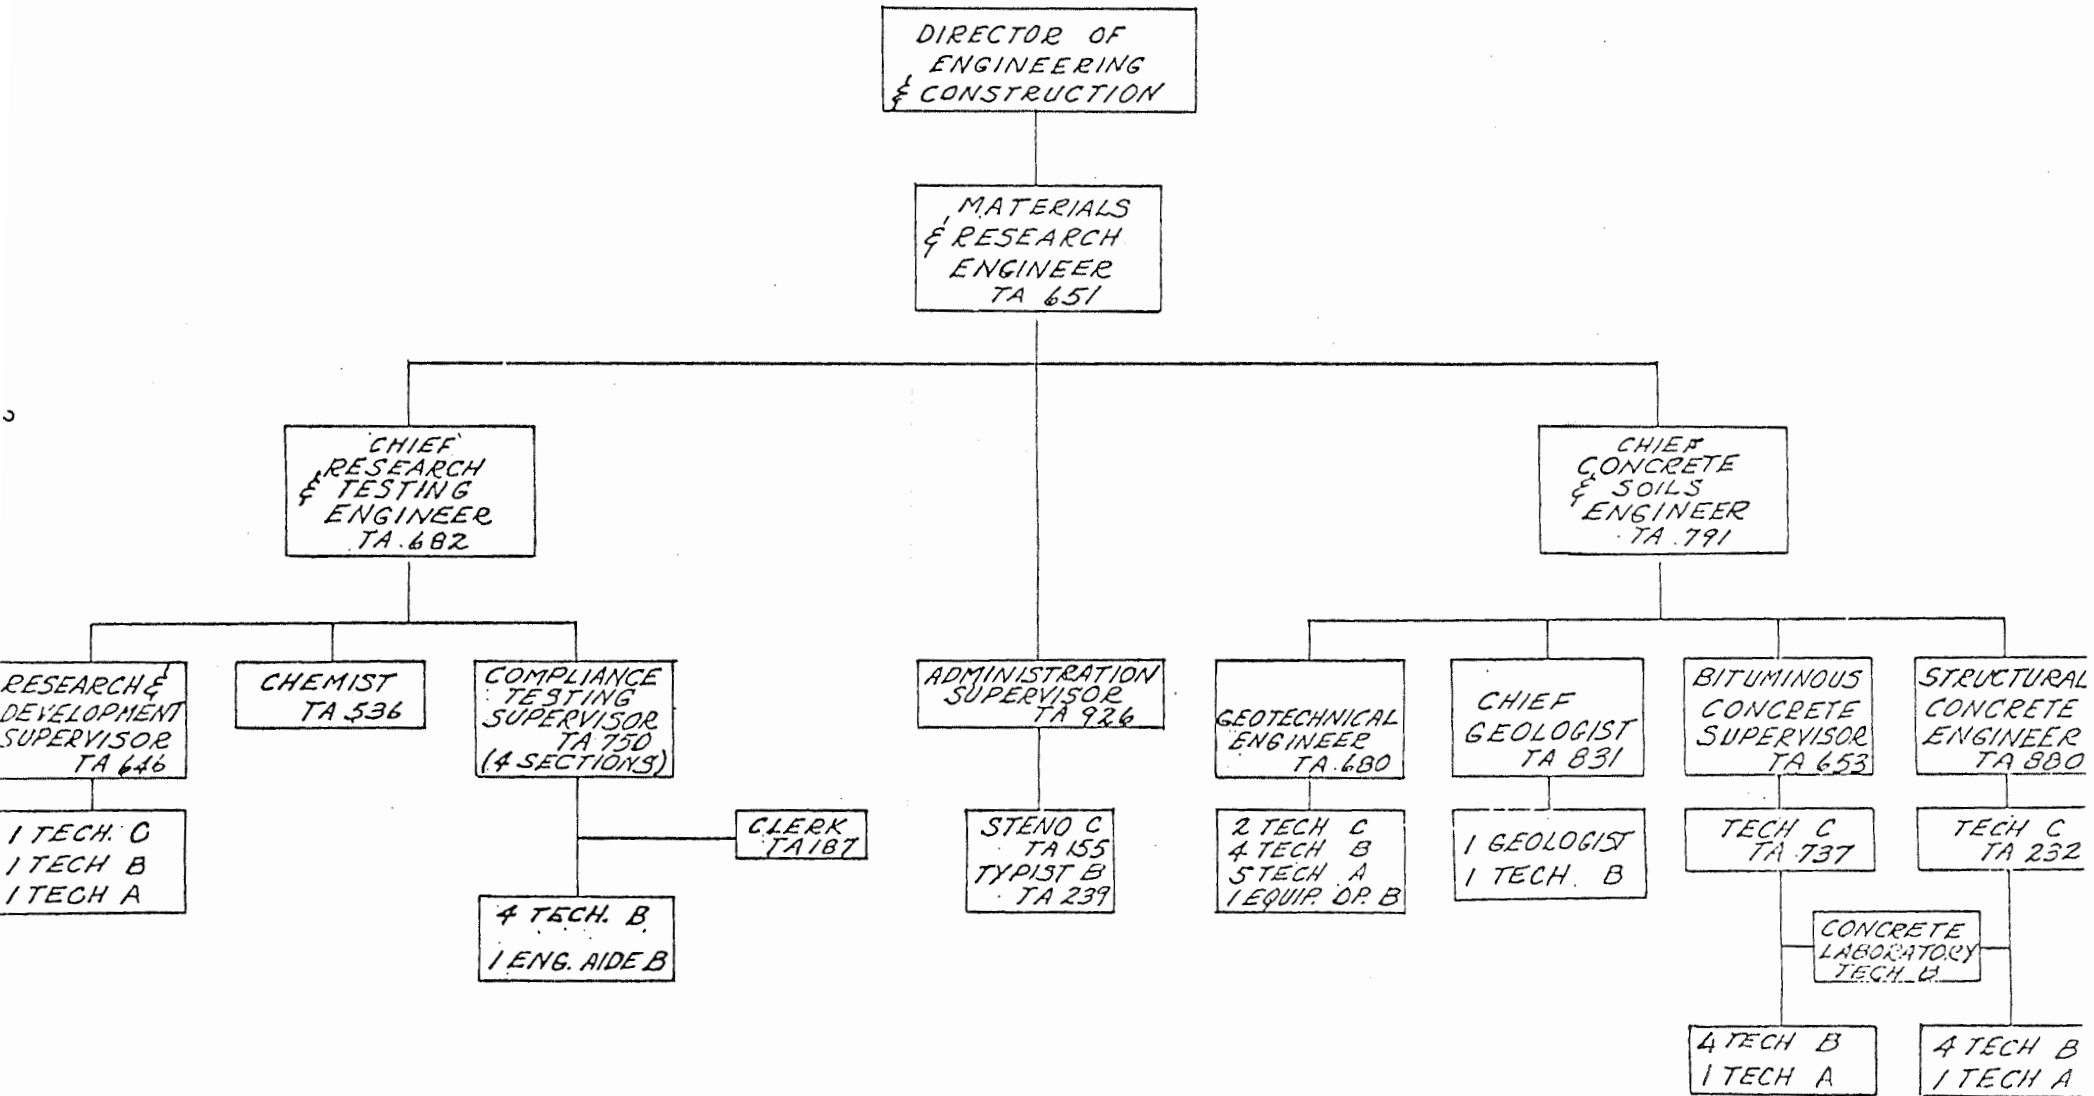 DIRECTOR OF
ENGINEERING
& CONSTRUCTION
MATERIALS
& RESEARCH
ENGINEER
TA 651
CHIEF
RESEARCH
& TESTING
ENGINEER
TA.682
CHIEF
CONCRETE
& SOILS
ENGINEER
TA.791
RESEARCH &
DEVELOPMENT
SUPERVISOR
TA 646
CHEMIST
TA 536
COMPLIANCE
TESTING
SUPERVISOR
TA 750
(4 SECTIONS)
ADMINISTRATION
SUPERVISOR
TA 926
GEOTECHNICAL
ENGINEER
TA.680
CHIEF
GEOLOGIST
TA 831
BITUMINOUS
CONCRETE
SUPERVISOR
TA 653
STRUCTURAL
CONCRETE
ENGINEER
TA 880
1 TECH. C
1 TECH B
1 TECH A
CLERK
TA 187
4 TECH. B
1 ENG. AIDE B
STENO C
TA 155
TYPIST B
TA 239
2 TECH C
4 TECH B
5 TECH A
1 EQUIP. OP. B
1 GEOLOGIST
1 TECH. B
TECH C
TA 737
TECH C
TA 232
CONCRETE
LABORATORY
TECH B
4 TECH B
1 TECH A
4 TECH B
1 TECH A